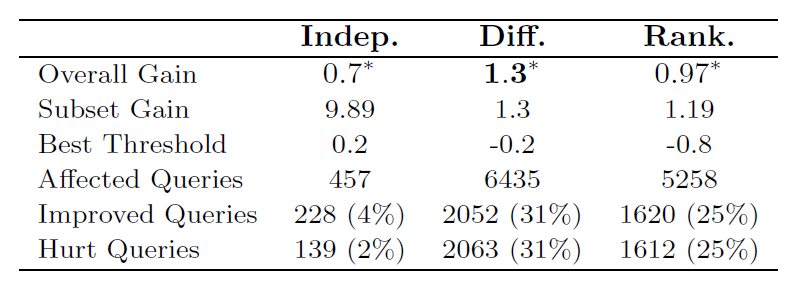 Indep. Diff. Rank.
Overall Gain 0.7* 1.3* 0.97*
Subset Gain 9.89 1.3 1.19
Best Threshold 0.2 -0.2 -0.8
Affected Queries 457 6435 5258
Improved Queries 228 (4%) 2052 (31%) 1620 (25%)
Hurt Queries 139 (2%) 2063 (31%) 1612 (25%)